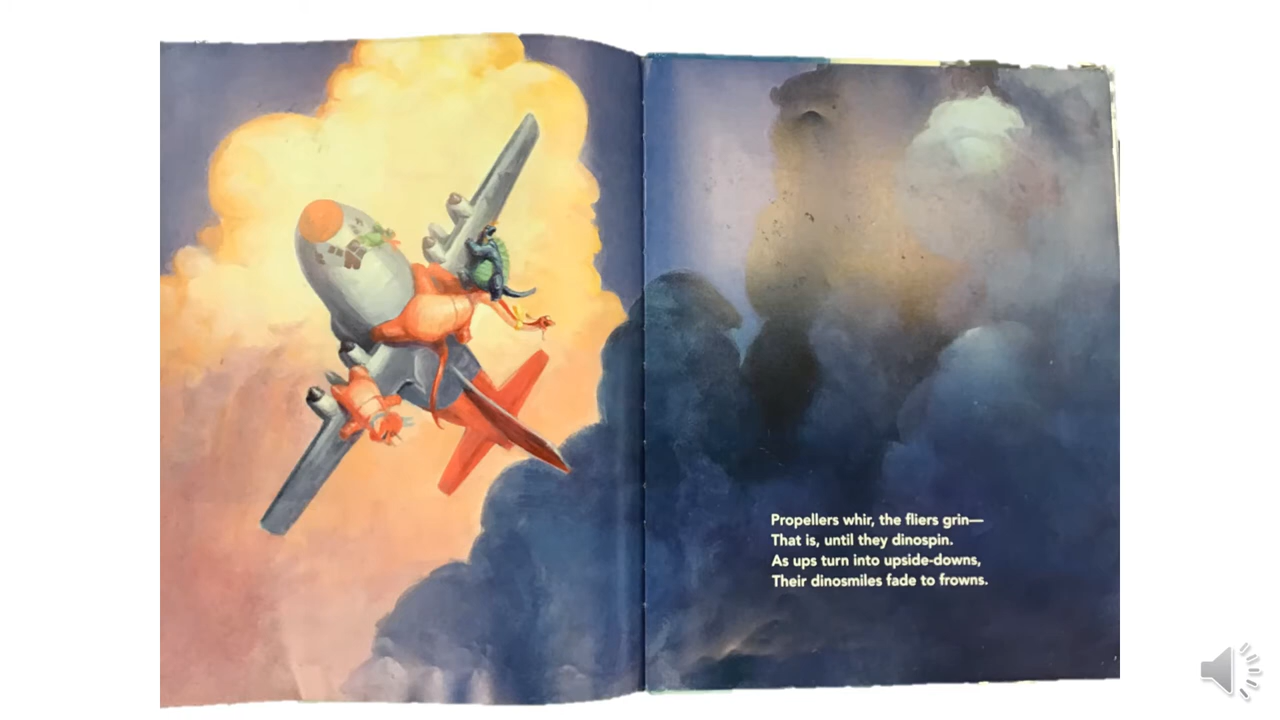 Propellers whir, the fliers grin—
That is, until they dinospin.
As ups turn into upside-downs,
Their dinosmiles fade to frowns.